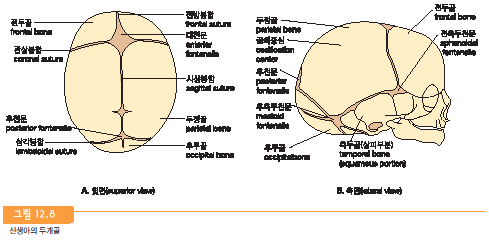 전두골
frontal bone
관상봉합
coronal suture
후천문
posterior fontanelle
삼각봉합
lambdoidal suture
전방봉합
frontal suture
대천문
anterior
fontanelle
시상봉합
sagittal suture
두정골
parietal bone
후두골
occipital bone
A. 윗면(superior view)
두정골
parietal bone
골화중심
ossification
center
후천문
posterior
fontanelle
후측두천문
mastoid
fontanelle
후두골
occipital bone
전두골
frontal bone
전측두천문
sphenoidal
fontanelle
측두골(살피부분)
temporal bone
(squamous portion)
B. 측면(lateral view)
그림 12.8
신생아의 두개골